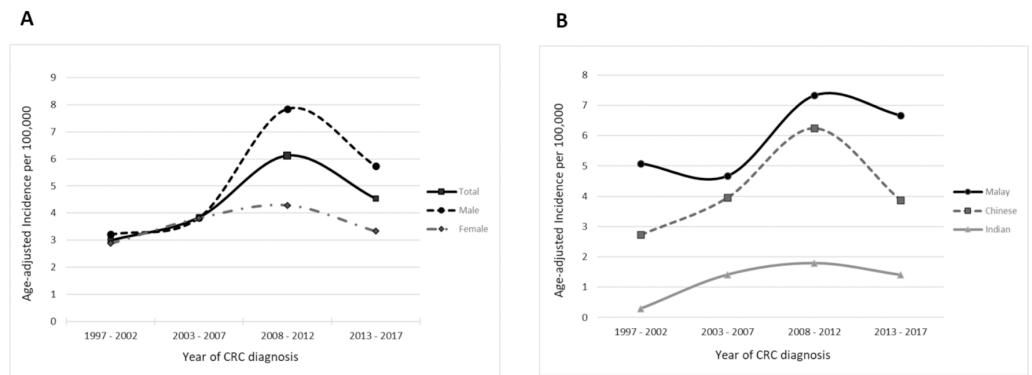 A
Age-adjusted Incidence per 100,000
9
8
7
6
5
4
3
2
1
0
1997 - 2002
2003 - 2007
2008 - 2012
2013 - 2017
Year of CRC diagnosis
Total
Male
Female
B
Age-adjusted Incidence per 100,000
8
7
6
5
4
3
2
1
0
1997 - 2002
2003 - 2007
2008 - 2012
2013 - 2017
Year of CRC diagnosis
Malay
Chinese
Indian